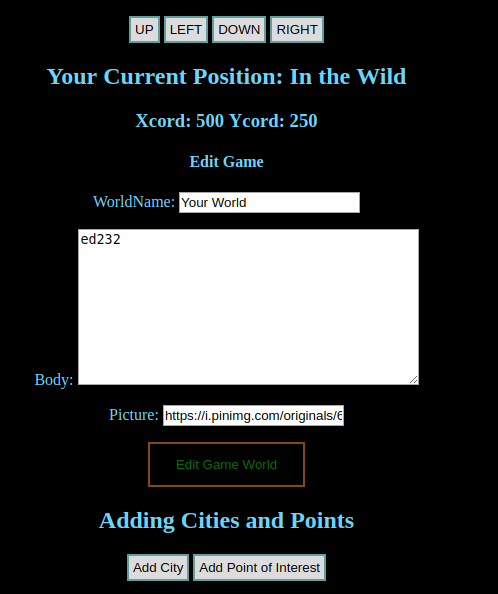 UP LEFT DOWN RIGHT
Your Current Position: In the Wild
Xcord: 500 Ycord: 250
Edit Game
WorldName: Your World
ed232
Body:
Picture: https://i.pinimg.com/originals/6
Edit Game World
Adding Cities and Points
Add City Add Point of Interest